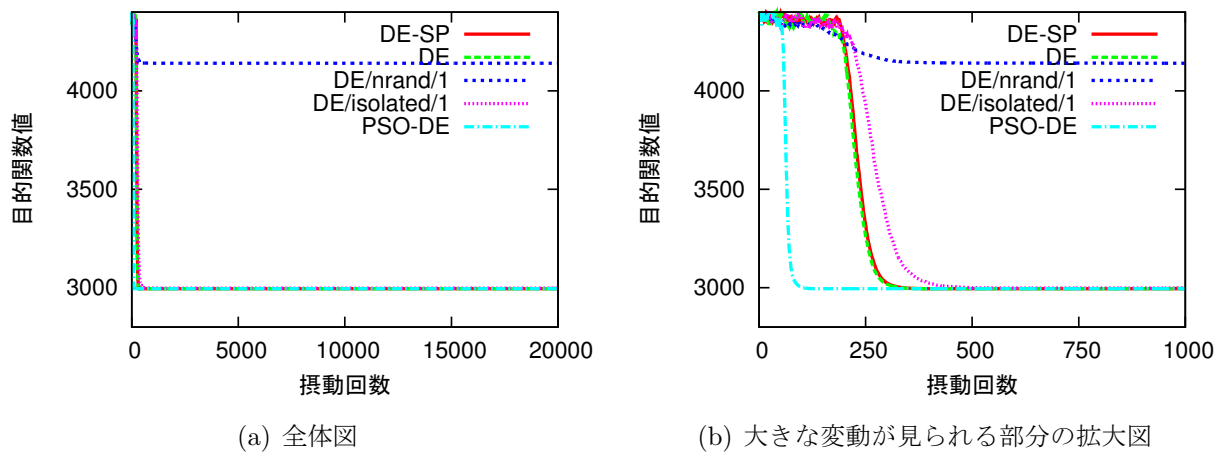 DE-SP
DE
DE/nrand/1
DE/isolated/1
PSO-DE
4000
3500
3000
目的関数値
0
5000
10000
15000
20000
摂動回数
(a) 全体図
DE-SP
DE
DE/nrand/1
DE/isolated/1
PSO-DE
4000
3500
3000
目的関数値
0
250
500
750
1000
摂動回数
(b) 大きな変動が見られる部分の拡大図